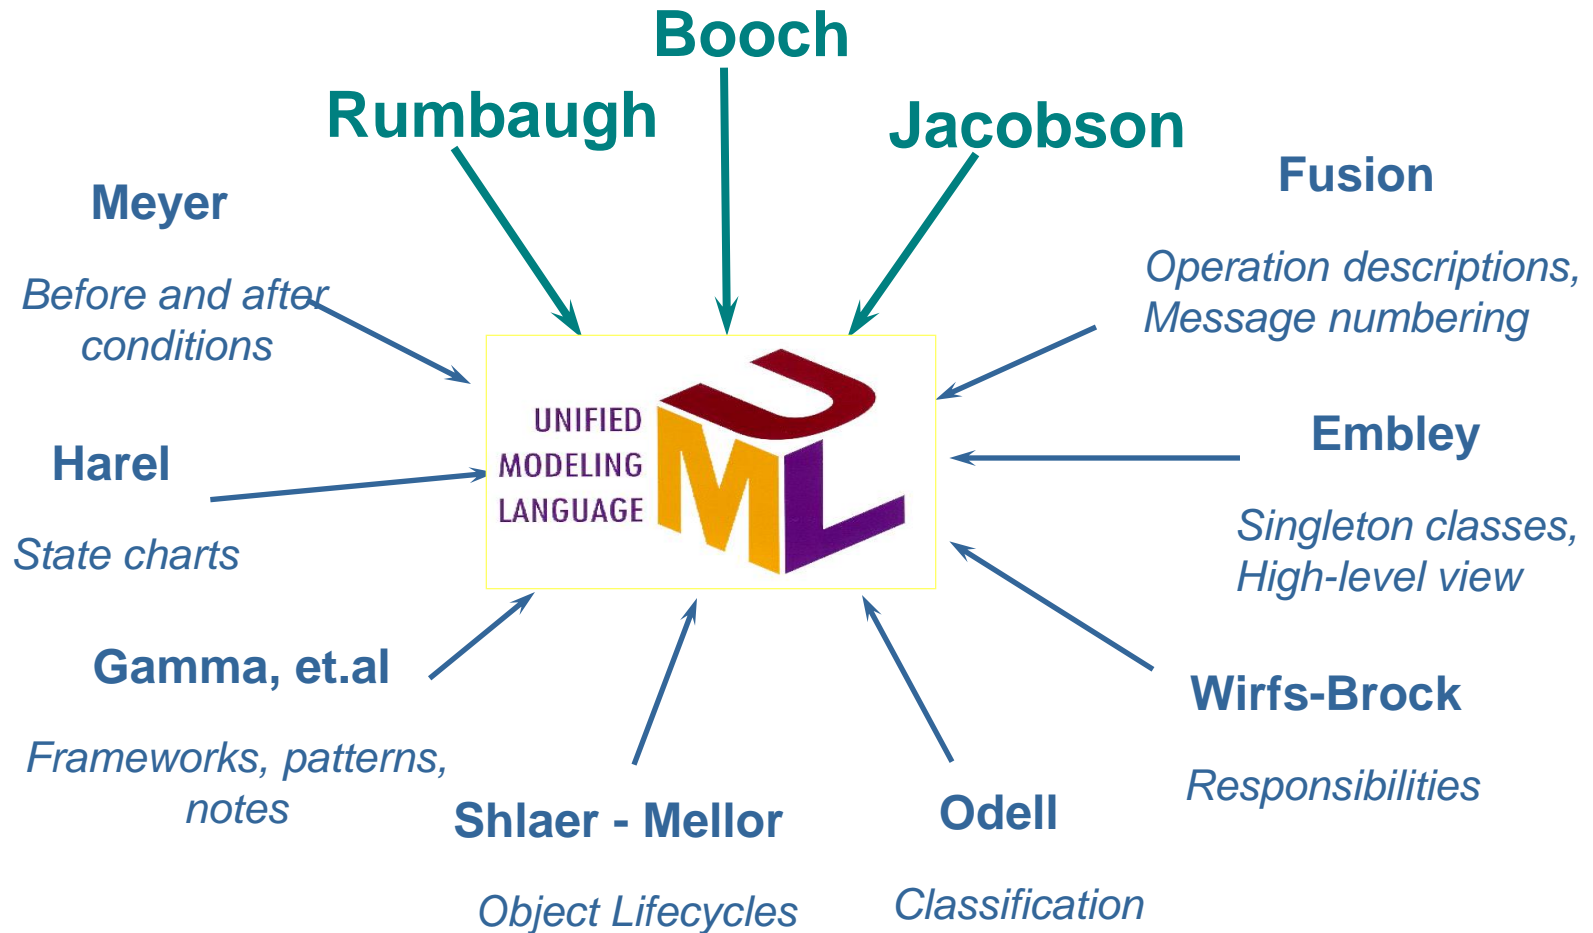 Booch
Rumbaugh
Jacobson
Meyer
Before and after
conditions
Fusion
Operation descriptions,
Message numbering
UNIFIED
MODELING
LANGUAGE
UML
Harel
State charts
Embley
Singleton classes,
High-level view
Gamma, et.al
Frameworks, patterns,
notes
Wirfs-Brock
Responsibilities
Shlaer - Mellor
Object Lifecycles
Odell
Classification